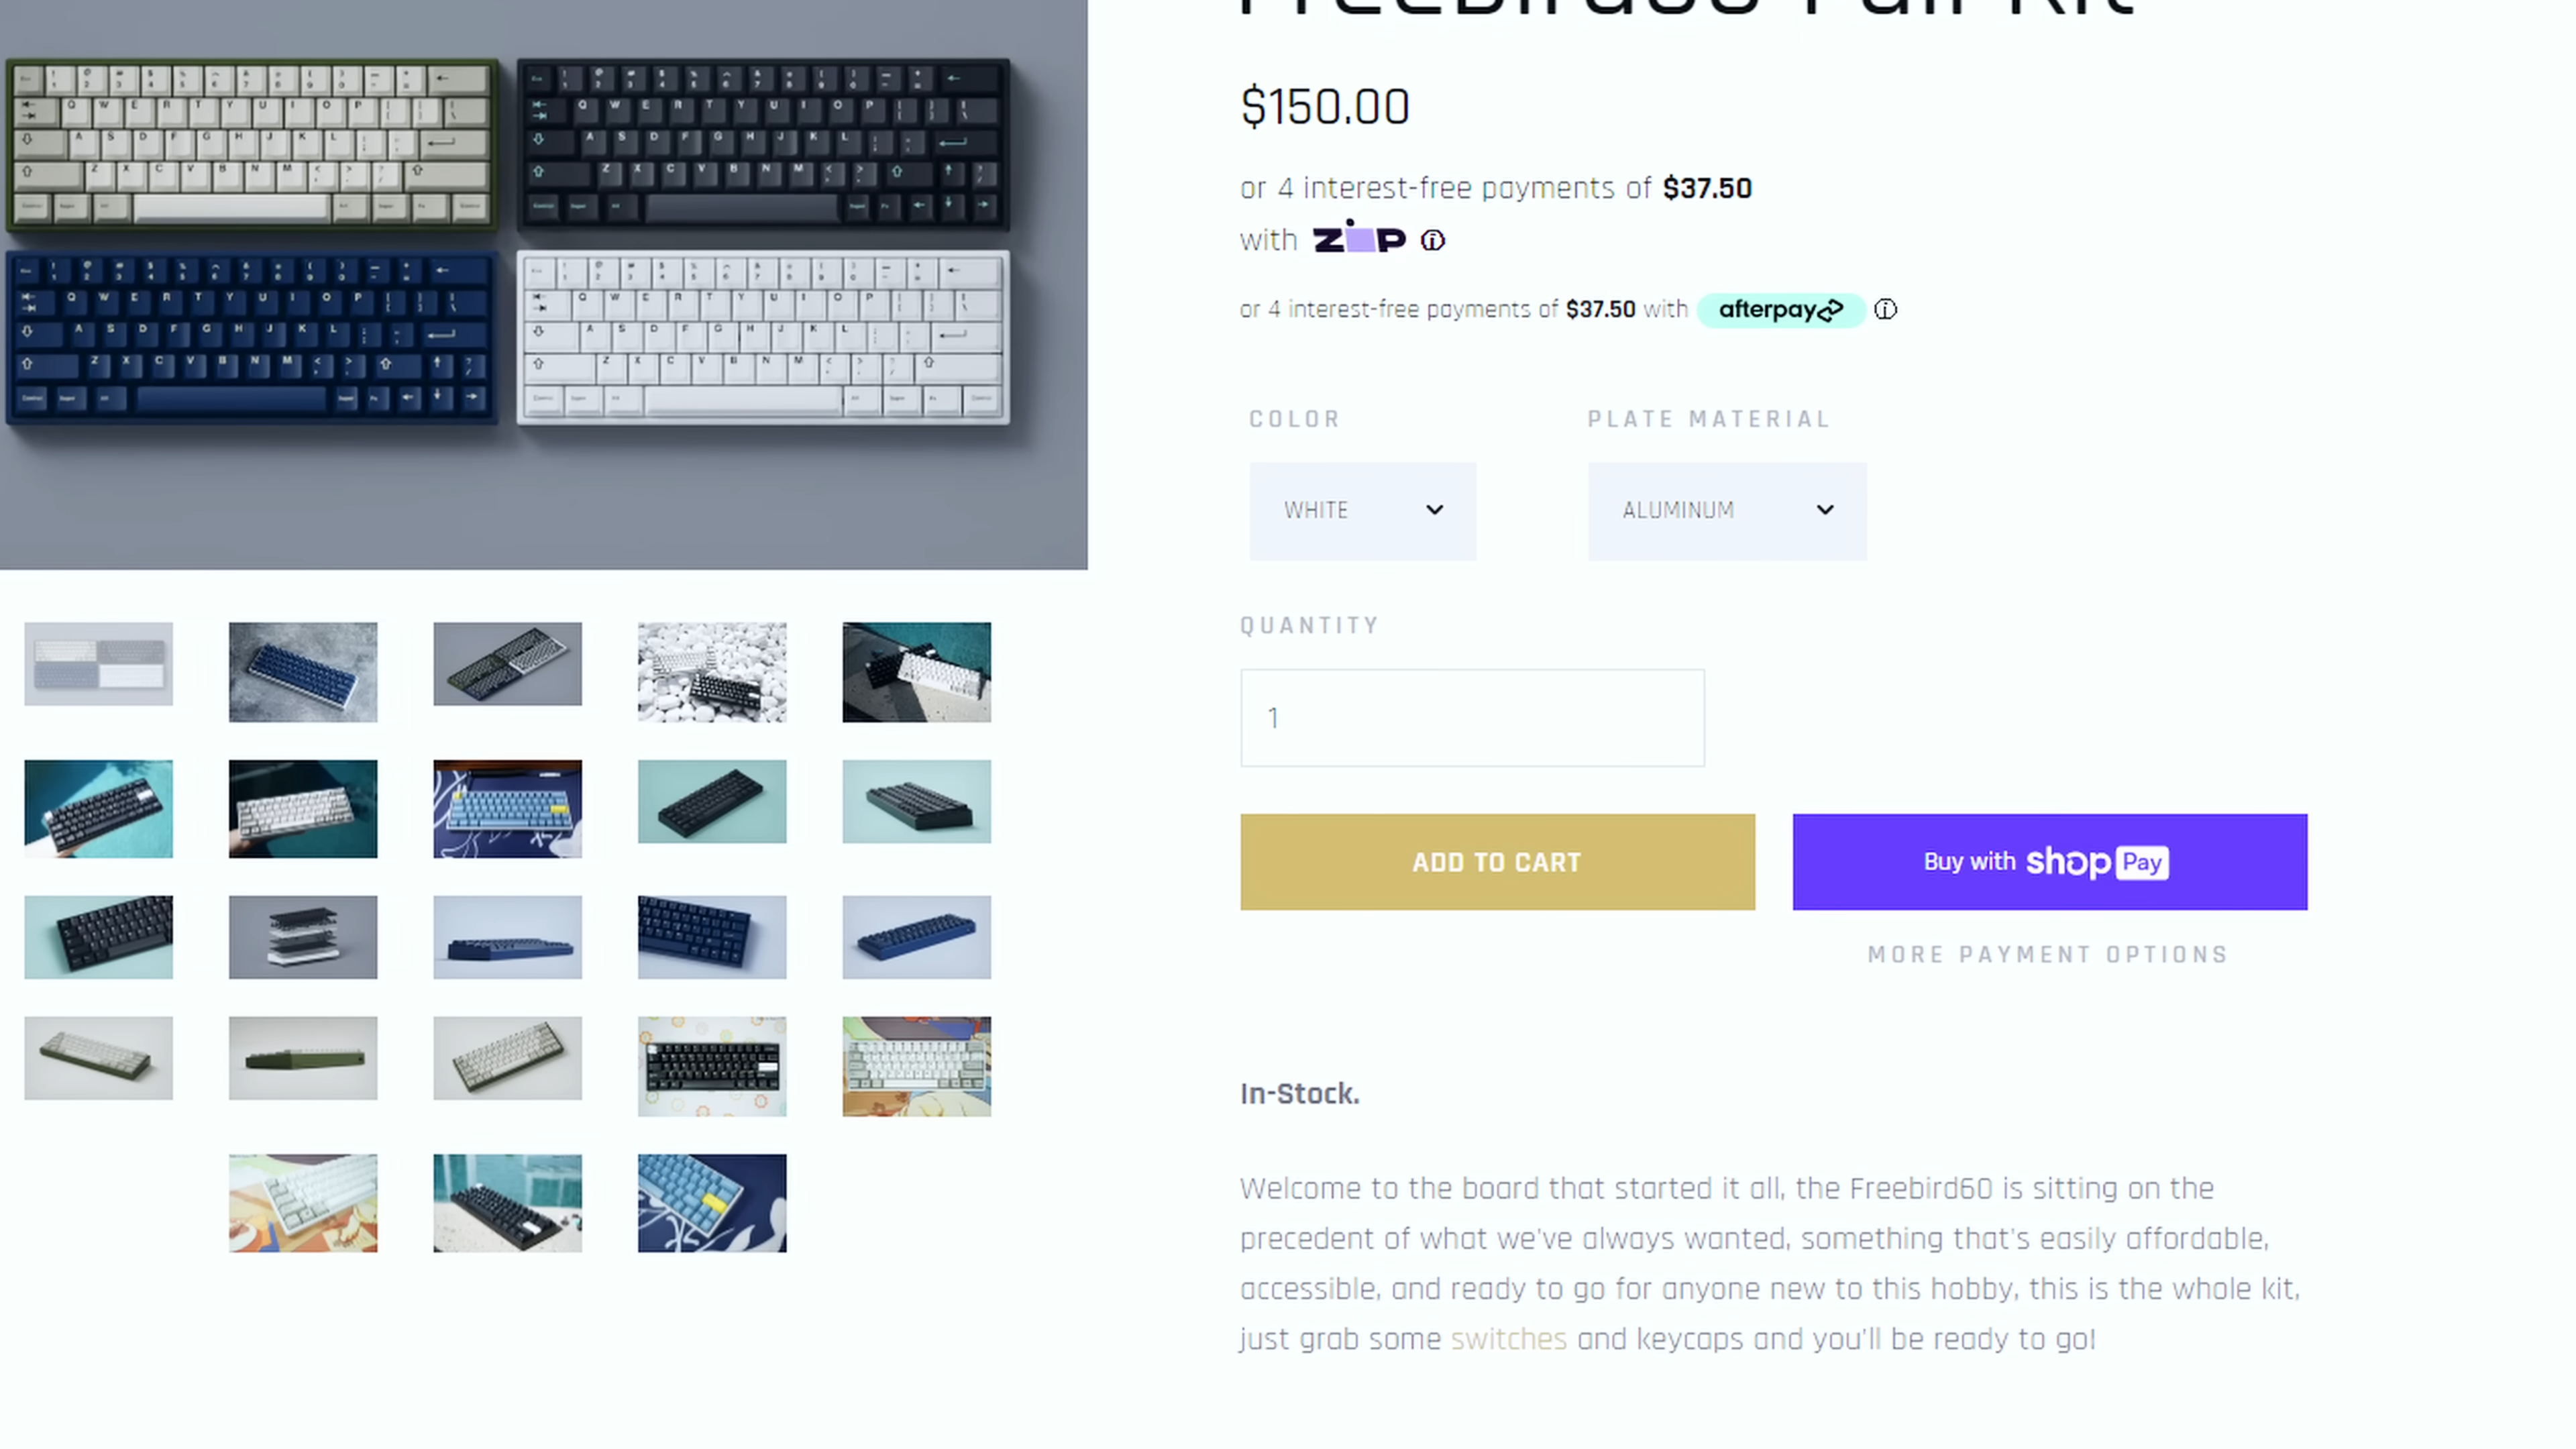 Freebird60 Full Kit
$150.00
or 4 interest-free payments of $37.50
with ZIP
or 4 interest-free payments of $37.50 with afterpay
COLOR PLATE MATERIAL
WHITE ALUMINUM
QUANTITY
1
ADD TO CART Buy with shop Pay
MORE PAYMENT OPTIONS
In-Stock.
Welcome to the board that started it all, the Freebird60 is sitting on the
precedent of what we've always wanted, something that's easily affordable,
accessible, and ready to go for anyone new to this hobby, this is the whole kit,
just grab some switches and keycaps and you'll be ready to go!